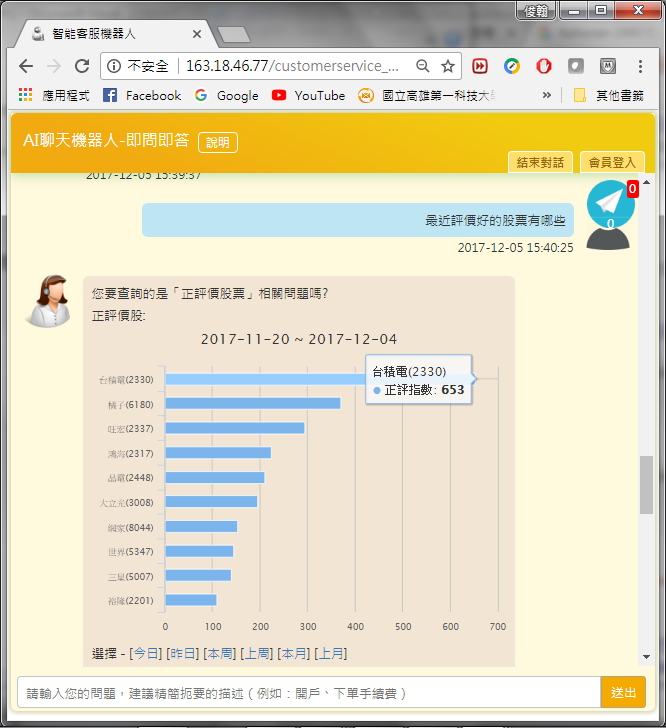 俊翰
智能客服機器人
不安全 163.18.46.77/customerservice_...
應用程式 Facebook Google YouTube 國立高雄第一科技大學 » 其他書籤
AI聊天機器人-即問即答 說明
結束對話 會員登入
2017-12-05 15:39:37
0
最近評價好的股票有哪些
0
2017-12-05 15:40:25
您要查詢的是「正評價股票」相關問題嗎?
正評價股:
2017-11-20 ~ 2017-12-04
台積電(2330)
正評指數: 653
台積電(2330)
橘子(6180)
旺宏(2337)
鴻海(2317)
晶電(2448)
大立光(3008)
網家(8044)
世界(5347)
三星(5007)
裕隆(2201)
0 100 200 300 400 500 600 700
選擇 - [今日] [昨日] [本周] [上周] [本月] [上月]
請輸入您的問題，建議精簡扼要的描述 ( 例如：開戶、下單手續費 )
送出